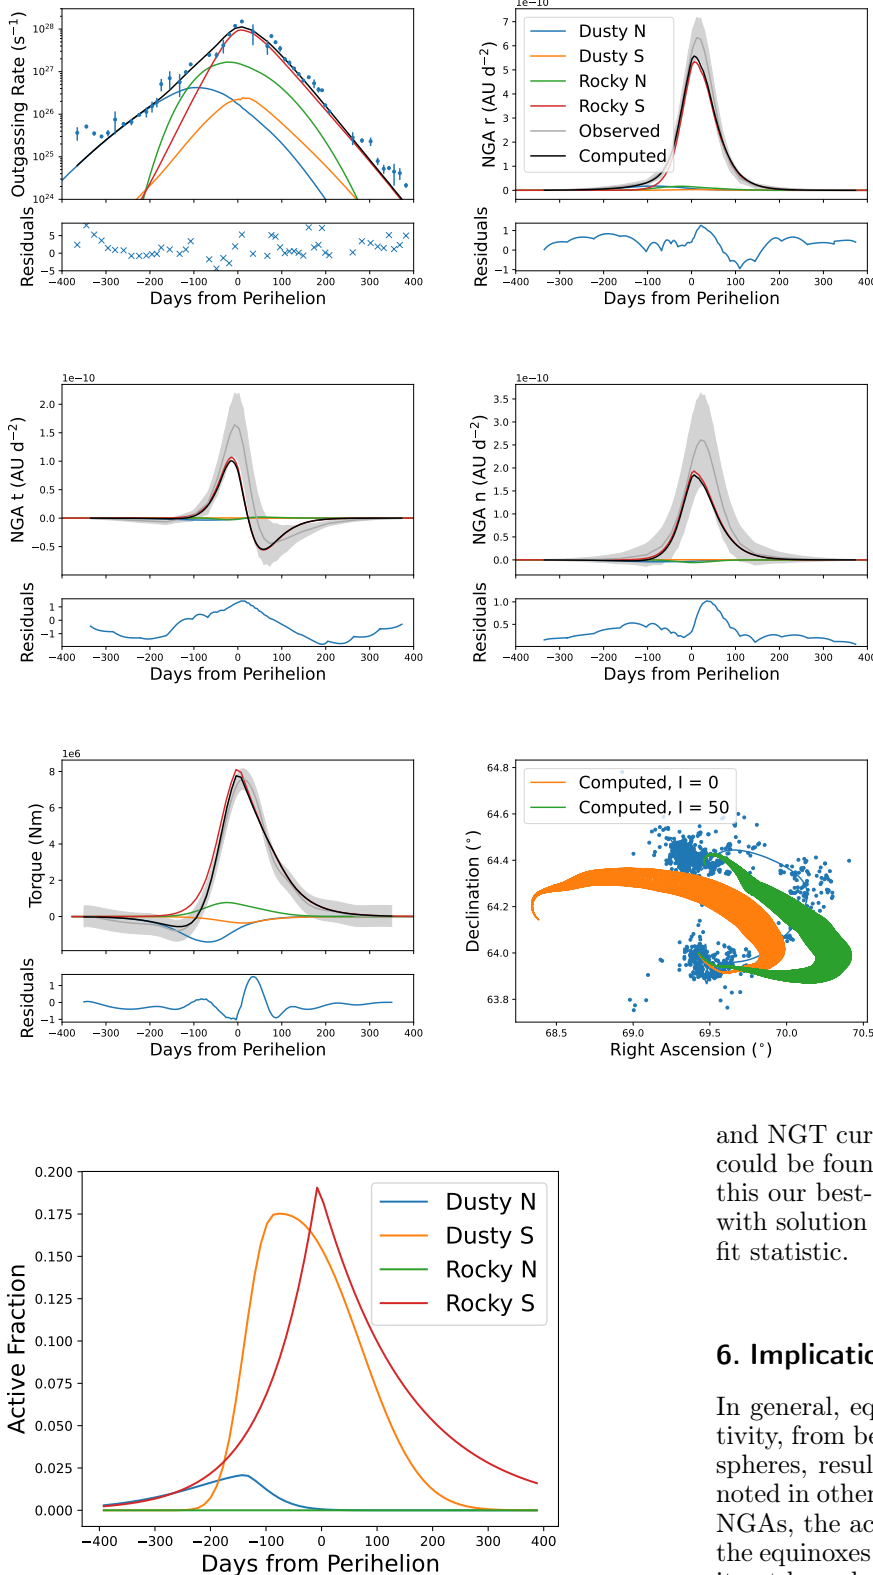 Outgassing Rate (s⁻¹)
10²⁸
10²⁷
10²⁶
10²⁵
10²⁴
Residuals
5
0
−5
−400 −300 −200 −100 0 100 200 300 400
Days from Perihelion
1e−10
NGA r (AU d⁻²)
7
6
5
4
3
2
1
0
Dusty N
Dusty S
Rocky N
Rocky S
Observed
Computed
Residuals
1
0
−1
−400 −300 −200 −100 0 100 200 300 400
Days from Perihelion
1e−10
NGA t (AU d⁻²)
2.0
1.5
1.0
0.5
0.0
−0.5
Residuals
1
0
−1
−400 −300 −200 −100 0 100 200 300 400
Days from Perihelion
1e−10
NGA n (AU d⁻²)
3.5
3.0
2.5
2.0
1.5
1.0
0.5
0.0
Residuals
1.0
0.5
−400 −300 −200 −100 0 100 200 300 400
Days from Perihelion
1e6
Torque (Nm)
8
6
4
2
0
Residuals
1
0
−1
−400 −300 −200 −100 0 100 200 300 400
Days from Perihelion
Declination (°)
64.8
64.6
64.4
64.2
64.0
63.8
Computed, I = 0
Computed, I = 50
68.5 69.0 69.5 70.0 70.5
Right Ascension (°)
Active Fraction
0.200
0.175
0.150
0.125
0.100
0.075
0.050
0.025
0.000
Dusty N
Dusty S
Rocky N
Rocky S
−400 −300 −200 −100 0 100 200 300 400
Days from Perihelion
and NGT cur
could be foun
this our best-
with solution
fit statistic.
6. Implicatio
In general, eq
tivity, from be
spheres, resul
noted in other
NGAs, the ac
the equinoxes